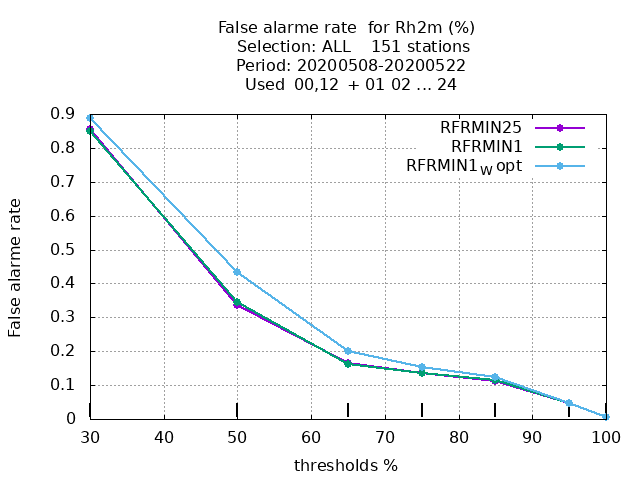 False alarme rate  for Rh2m (%)
Selection: ALL    151 stations
Period: 20200508-20200522
Used  00,12  + 01 02 ... 24
0.9
0.8
0.7
0.6
0.5
0.4
0.3
0.2
0.1
0
False alarme rate
RFRMIN25
RFRMIN1
RFRMIN1W opt
30 40 50 60 70 80 90 100
thresholds %